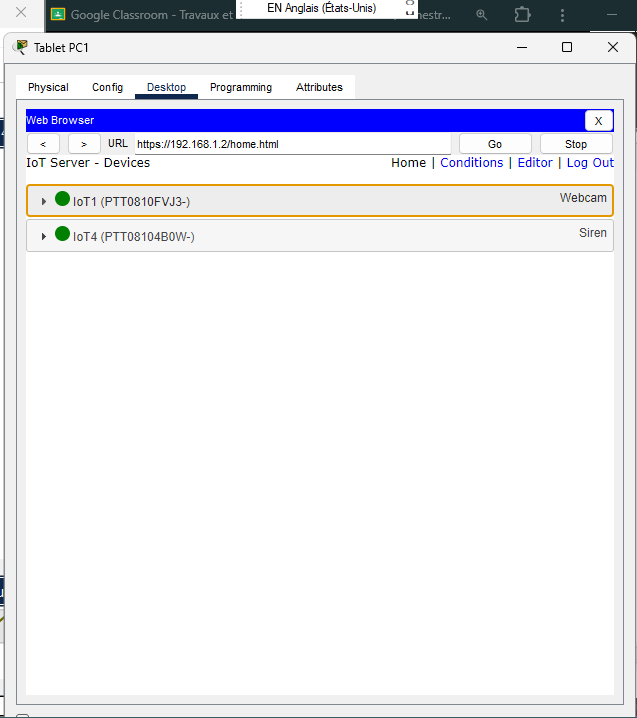 EN Anglais (États-Unis)
Google Classroom - Travaux et
nestr...
Tablet PC1
Physical Config Desktop Programming Attributes
Web Browser X
< > URL https://192.168.1.2/home.html Go Stop
IoT Server - Devices Home | Conditions | Editor | Log Out
IoT1 (PTT0810FVJ3-) Webcam
IoT4 (PTT08104B0W-) Siren